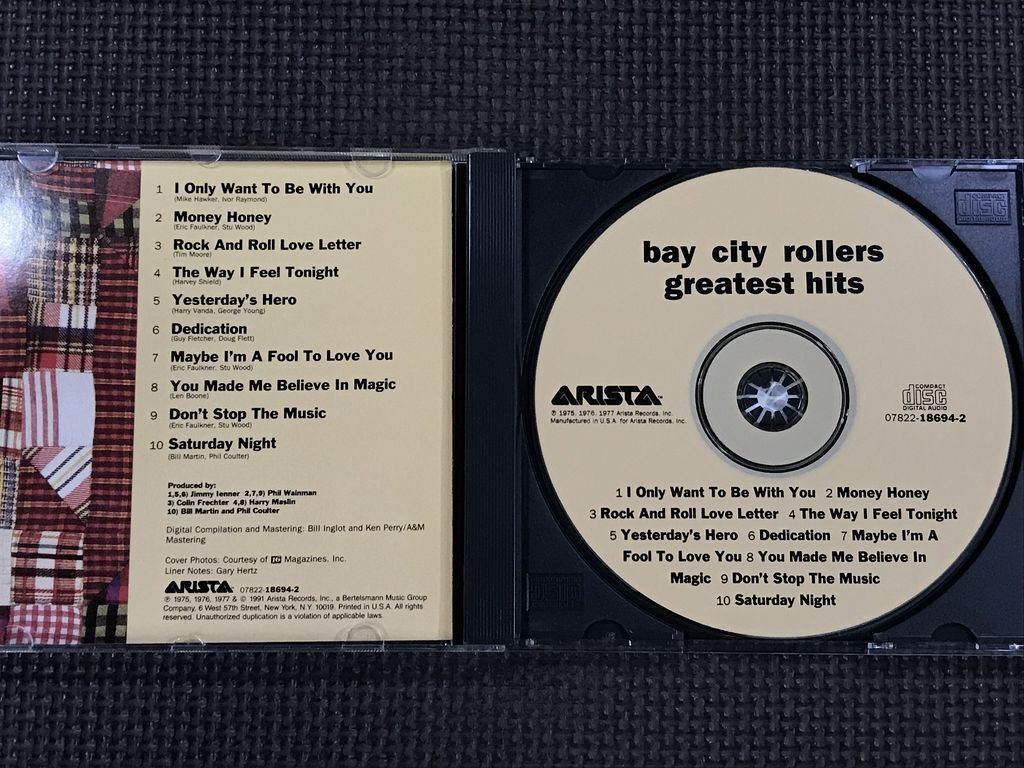 1 I Only Want To Be With You
(Mike Hawker, Ivor Raymond)
2 Money Honey
(Eric Faulkner, Stu Wood)
3 Rock And Roll Love Letter
(Tim Moore)
4 The Way I Feel Tonight
(Harvey Shield)
5 Yesterday's Hero
(Harry Vanda, George Young)
6 Dedication
(Guy Fletcher, Doug Flett)
7 Maybe I'm A Fool To Love You
(Eric Faulkner, Stu Wood)
8 You Made Me Believe In Magic
(Len Boone)
9 Don't Stop The Music
(Eric Faulkner, Stu Wood)
10 Saturday Night
(Bill Martin, Phil Coulter)
Produced by:
1,5,6) Jimmy Ienner 2,7,9) Phil Wainman
3) Colin Frechter 4,8) Harry Maslin
10) Bill Martin and Phil Coulter
Digital Compilation and Mastering: Bill Inglot and Ken Perry/A&M
Mastering
Cover Photos: Courtesy of 16 Magazines, Inc.
Liner Notes: Gary Hertz
ARISTA 07822-18694-2
℗ 1975, 1976, 1977 & © 1991 Arista Records, Inc., a Bertelsmann Music Group
Company, 6 West 57th Street, New York, N.Y. 10019. Printed in U.S.A. All rights
reserved. Unauthorized duplication is a violation of applicable laws.
bay city rollers
greatest hits
ARISTA
℗ 1975, 1976, 1977 Arista Records, Inc.
Manufactured in U.S.A. for Arista Records, Inc.
COMPACT
disc
DIGITAL AUDIO
07822-18694-2
1 I Only Want To Be With You 2 Money Honey
3 Rock And Roll Love Letter 4 The Way I Feel Tonight
5 Yesterday's Hero 6 Dedication 7 Maybe I'm A
Fool To Love You 8 You Made Me Believe In
Magic 9 Don't Stop The Music
10 Saturday Night
COMPACT
disc
DIGITAL AUDIO